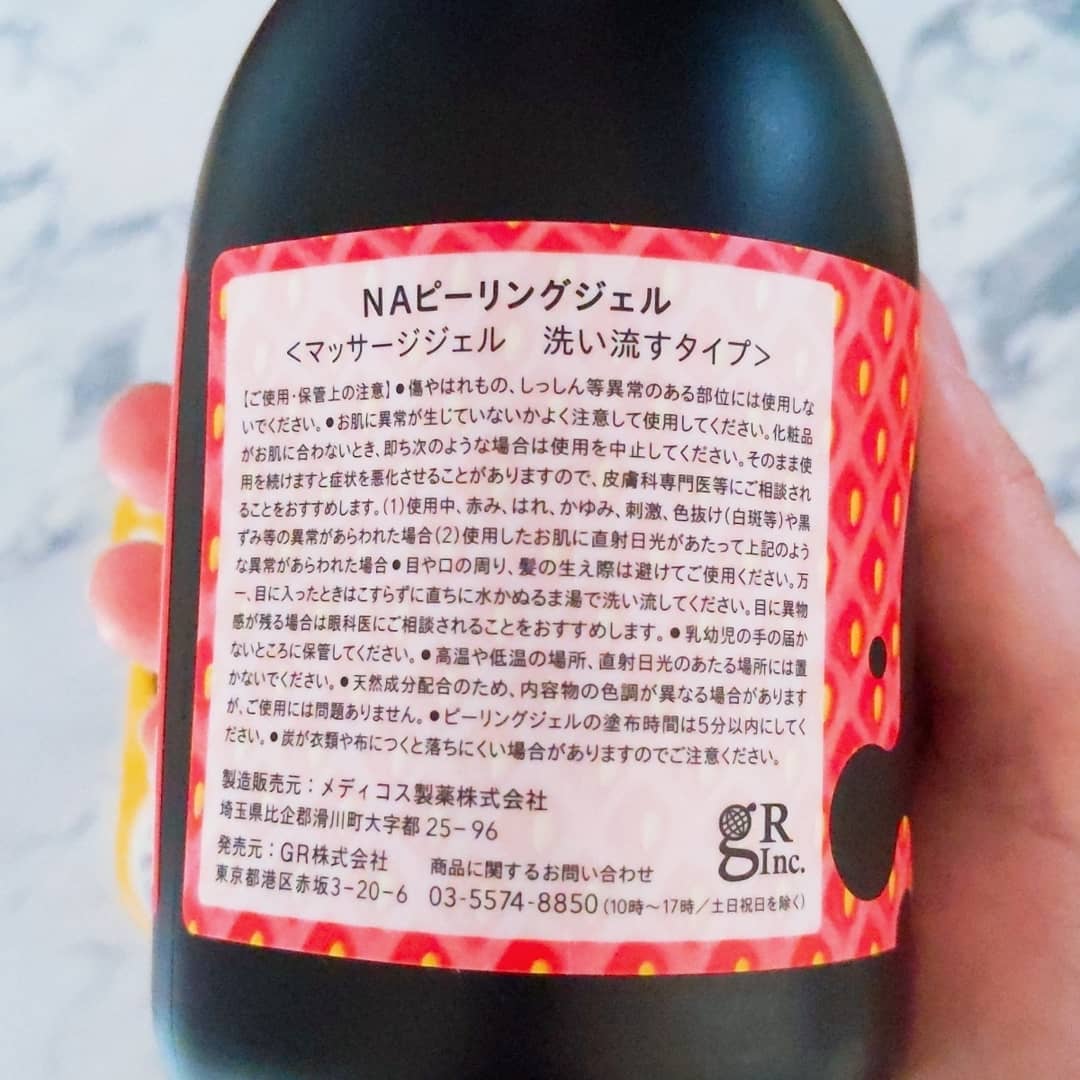 NAピーリングジェル
<マッサージジェル　洗い流すタイプ>
【ご使用・保管上の注意】●傷やはれもの、しっしん等異常のある部位には使用しな
いでください。●お肌に異常が生じていないかよく注意して使用してください。化粧品
がお肌に合わないとき、即ち次のような場合は使用を中止してください。そのまま使
用を続けますと症状を悪化させることがありますので、皮膚科専門医等にご相談され
ることをおすすめします。(1)使用中、赤み、はれ、かゆみ、刺激、色抜け(白斑等)や黒
ずみ等の異常があらわれた場合(2)使用したお肌に直射日光があたって上記のよう
な異常があらわれた場合●目や口の周り、髪の生え際は避けてご使用ください。万
一、目に入ったときはこすらずに直ちに水かぬるま湯で洗い流してください。目に異物
感が残る場合は眼科医にご相談されることをおすすめします。●乳幼児の手の届か
ないところに保管してください。●高温や低温の場所、直射日光のあたる場所には置
かないでください。●天然成分配合のため、内容物の色調が異なる場合があります
が、ご使用には問題ありません。●ピーリングジェルの塗布時間は5分以内にしてく
ださい。●炭が衣類や布につくと落ちにくい場合がありますのでご注意ください。
製造販売元：メディコス製薬株式会社
埼玉県比企郡滑川町大字都25-96
発売元：GR株式会社
東京都港区赤坂3-20-6
商品に関するお問い合わせ
03-5574-8850(10時～17時/土日祝日を除く)
gR
Inc.